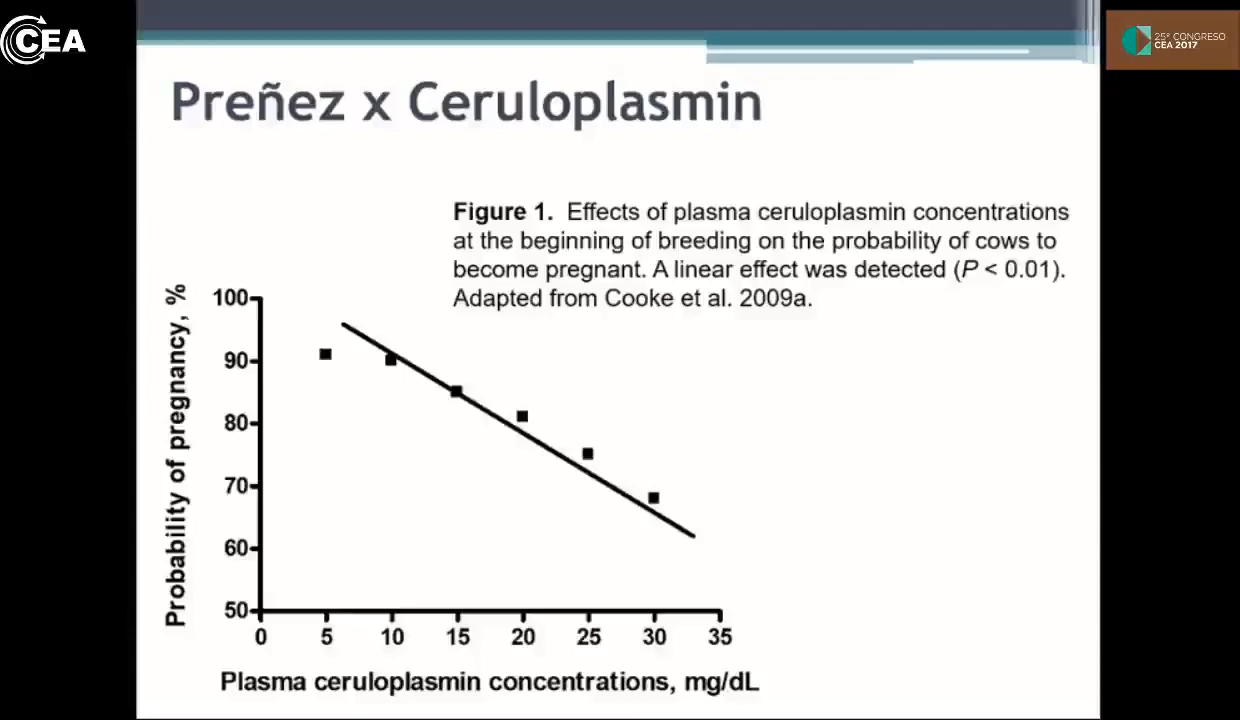 CEA
25º CONGRESO
CEA 2017
Preñez x Ceruloplasmin
Figure 1. Effects of plasma ceruloplasmin concentrations
at the beginning of breeding on the probability of cows to
become pregnant. A linear effect was detected (P < 0.01).
Adapted from Cooke et al. 2009a.
Probability of pregnancy, %
100
90
80
70
60
50
0 5 10 15 20 25 30 35
Plasma ceruloplasmin concentrations, mg/dL